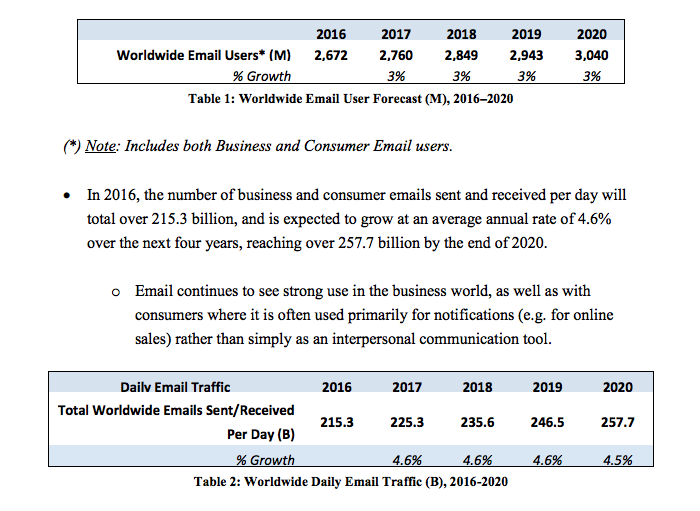 2016 2017 2018 2019 2020
Worldwide Email Users* (M) 2,672 2,760 2,849 2,943 3,040
% Growth 3% 3% 3% 3%
Table 1: Worldwide Email User Forecast (M), 2016–2020
(*) Note: Includes both Business and Consumer Email users.
• In 2016, the number of business and consumer emails sent and received per day will
total over 215.3 billion, and is expected to grow at an average annual rate of 4.6%
over the next four years, reaching over 257.7 billion by the end of 2020.
o Email continues to see strong use in the business world, as well as with
consumers where it is often used primarily for notifications (e.g. for online
sales) rather than simply as an interpersonal communication tool.
Daily Email Traffic 2016 2017 2018 2019 2020
Total Worldwide Emails Sent/Received
Per Day (B) 215.3 225.3 235.6 246.5 257.7
% Growth 4.6% 4.6% 4.6% 4.5%
Table 2: Worldwide Daily Email Traffic (B), 2016-2020